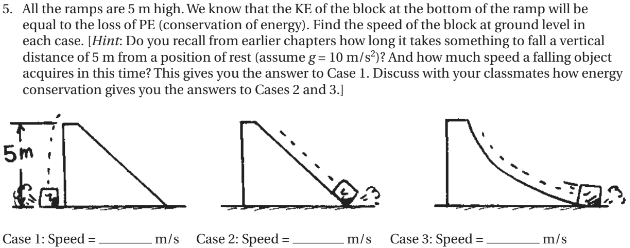 5. All the ramps are 5 m high. We know that the KE of the block at the bottom of the ramp will be
equal to the loss of PE (conservation of energy). Find the speed of the block at ground level in
each case. [Hint: Do you recall from earlier chapters how long it takes something to fall a vertical
distance of 5 m from a position of rest (assume g = 10 m/s²)? And how much speed a falling object
acquires in this time? This gives you the answer to Case 1. Discuss with your classmates how energy
conservation gives you the answers to Cases 2 and 3.]
5m
Case 1: Speed = ________ m/s Case 2: Speed = ________ m/s Case 3: Speed = ________ m/s